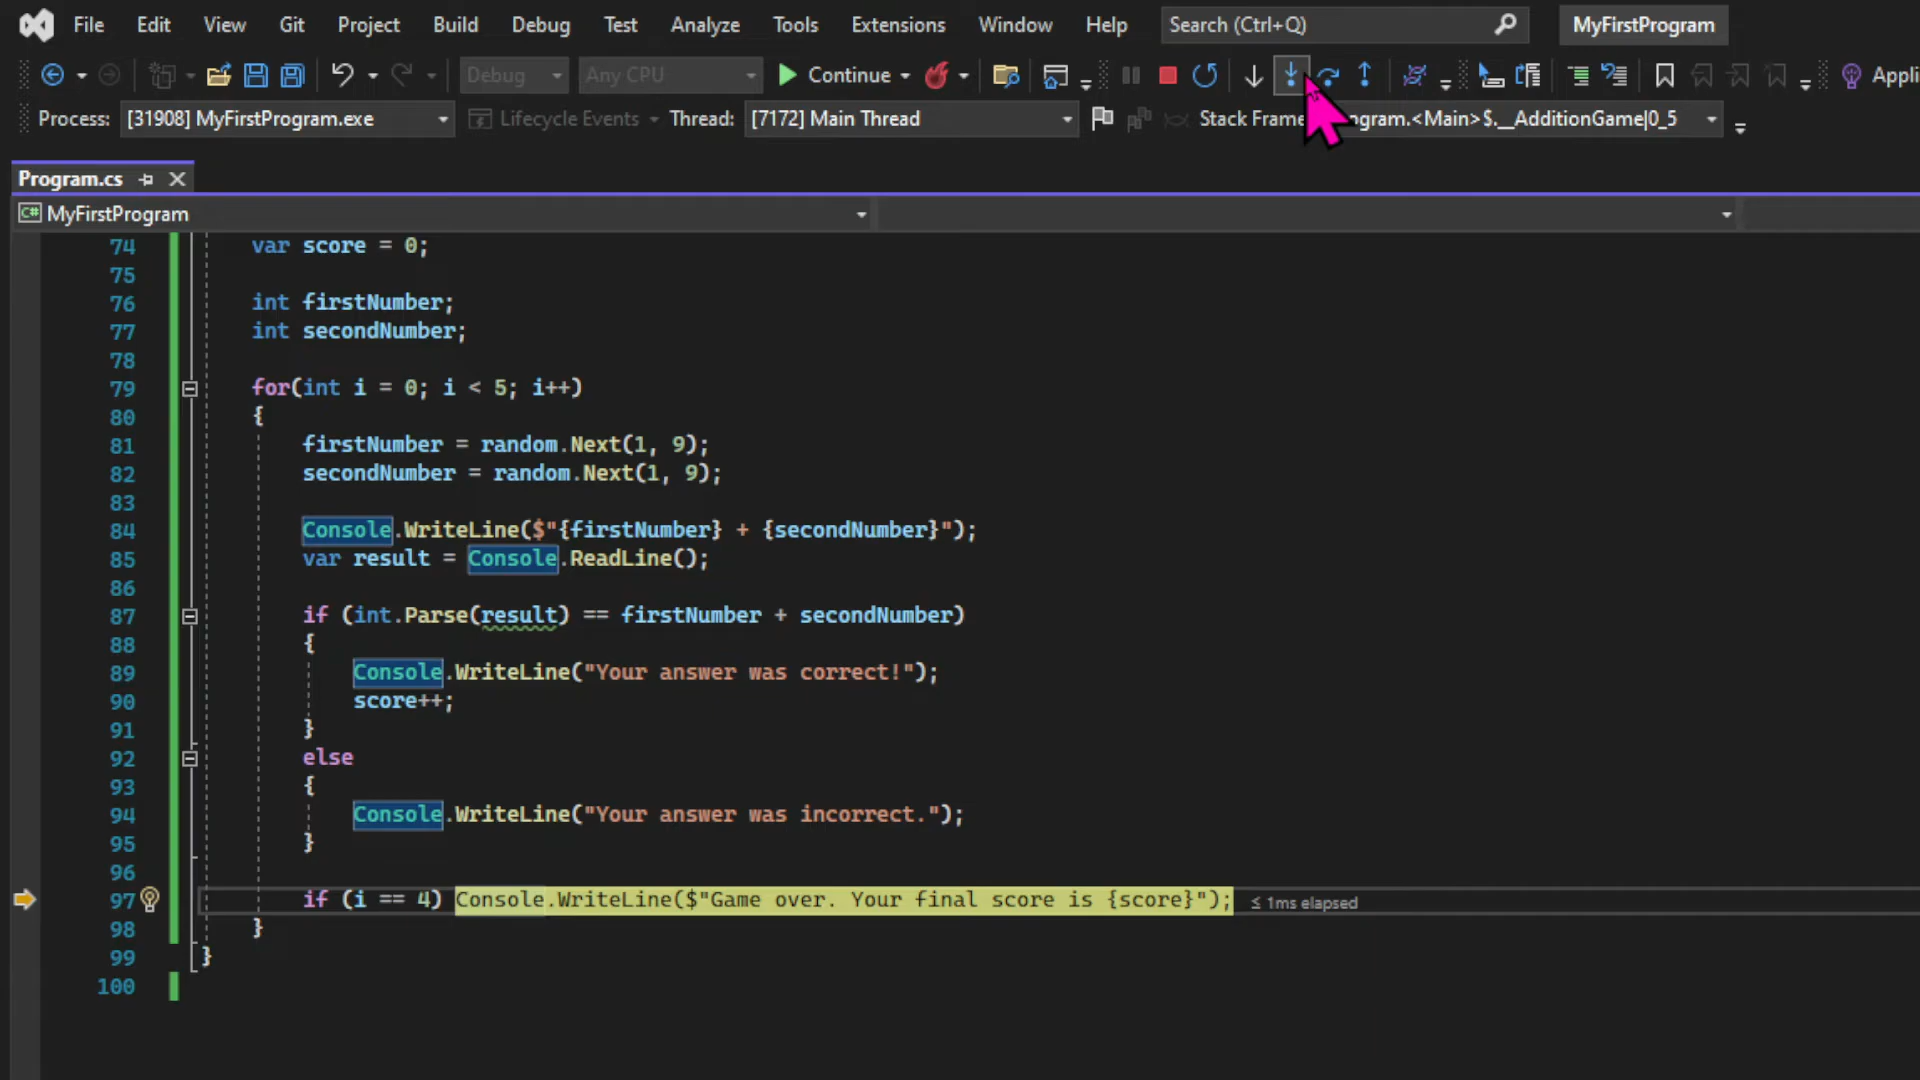 File Edit View Git Project Build Debug Test Analyze Tools Extensions Window Help Search (Ctrl+Q) MyFirstProgram
Debug Any CPU Continue Appli
Process: [31908] MyFirstProgram.exe Lifecycle Events Thread: [7172] Main Thread Stack Frame rogram.<Main>$.__AdditionGame|0_5
Program.cs
C# MyFirstProgram
74 var score = 0;
75
76 int firstNumber;
77 int secondNumber;
78
79 for(int i = 0; i < 5; i++)
80 {
81 firstNumber = random.Next(1, 9);
82 secondNumber = random.Next(1, 9);
83
84 Console.WriteLine($"{firstNumber} + {secondNumber}");
85 var result = Console.ReadLine();
86
87 if (int.Parse(result) == firstNumber + secondNumber)
88 {
89 Console.WriteLine("Your answer was correct!");
90 score++;
91 }
92 else
93 {
94 Console.WriteLine("Your answer was incorrect.");
95 }
96
97 if (i == 4) Console.WriteLine($"Game over. Your final score is {score}"); ≤ 1ms elapsed
98 }
99 }
100